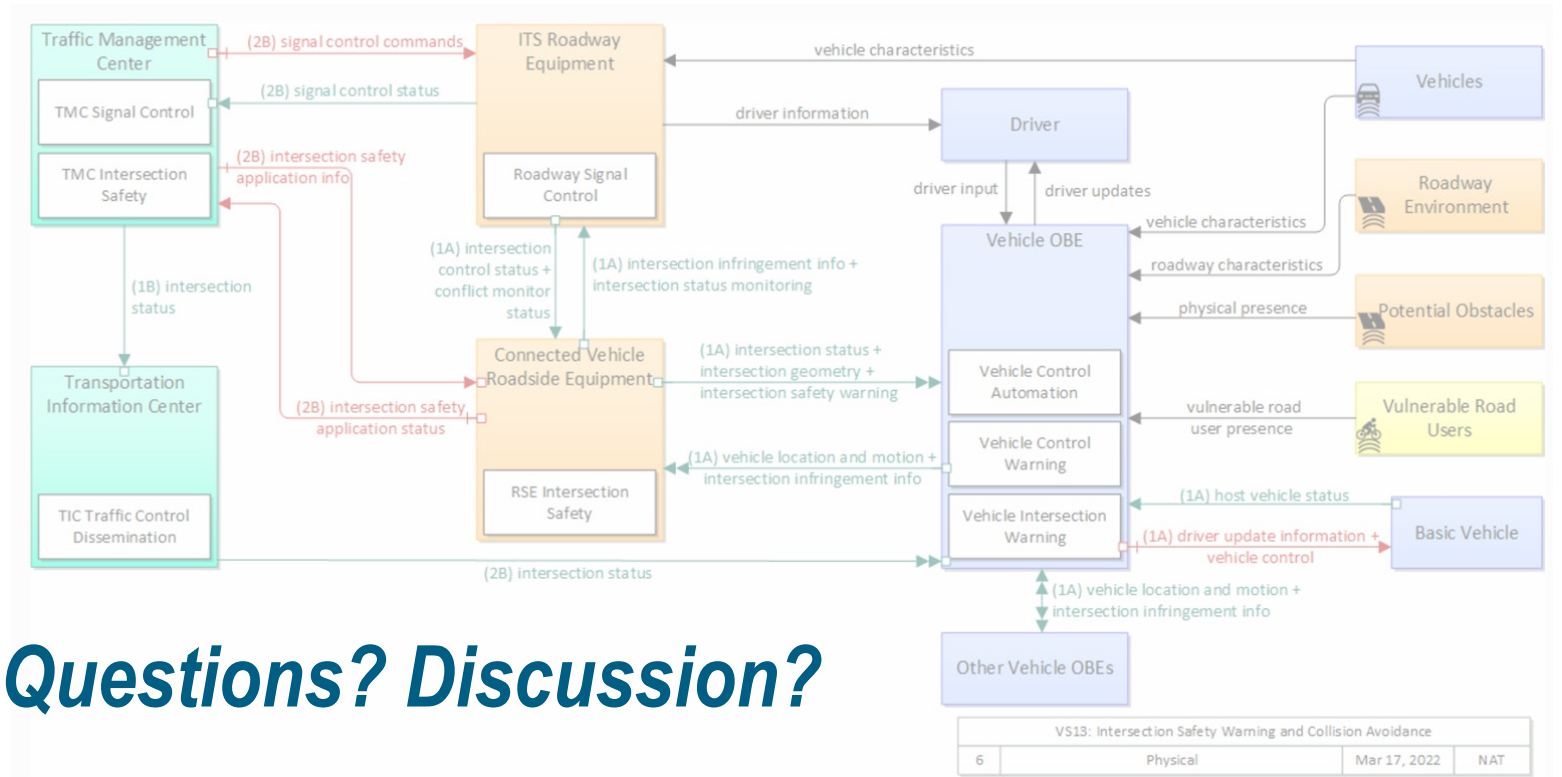 Traffic Management
Center
TMC Signal Control
TMC Intersection
Safety
(2B) signal control commands
(2B) signal control status
(2B) intersection safety
application info
ITS Roadway
Equipment
Roadway Signal
Control
vehicle characteristics
driver information
Driver
driver input
driver updates
Vehicles
Roadway
Environment
vehicle characteristics
roadway characteristics
physical presence
Potential Obstacles
vulnerable road
user presence
Vulnerable Road
Users
(1B) intersection
status
(1A) intersection
control status +
conflict monitor
status
(1A) intersection infringement info +
intersection status monitoring
Vehicle OBE
Vehicle Control
Automation
Vehicle Control
Warning
Vehicle Intersection
Warning
Transportation
Information Center
TIC Traffic Control
Dissemination
(2B) intersection safety
application status
Connected Vehicle
Roadside Equipment
RSE Intersection
Safety
(1A) intersection status +
intersection geometry +
intersection safety warning
(1A) vehicle location and motion +
intersection infringement info
(1A) host vehicle status
(1A) driver update information +
vehicle control
Basic Vehicle
(2B) intersection status
(1A) vehicle location and motion +
intersection infringement info
Other Vehicle OBEs
Questions? Discussion?
VS13: Intersection Safety Warning and Collision Avoidance
6 Physical Mar 17, 2022 NAT